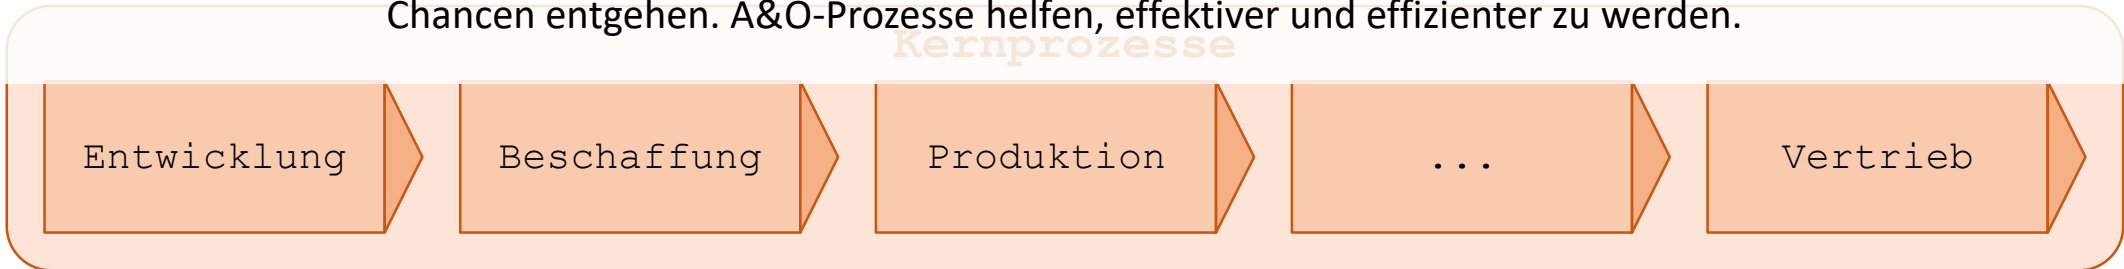 Chancen entgehen. A&O-Prozesse helfen, effektiver und effizienter zu werden.
Kernprozesse
Entwicklung
Beschaffung
Produktion
...
Vertrieb